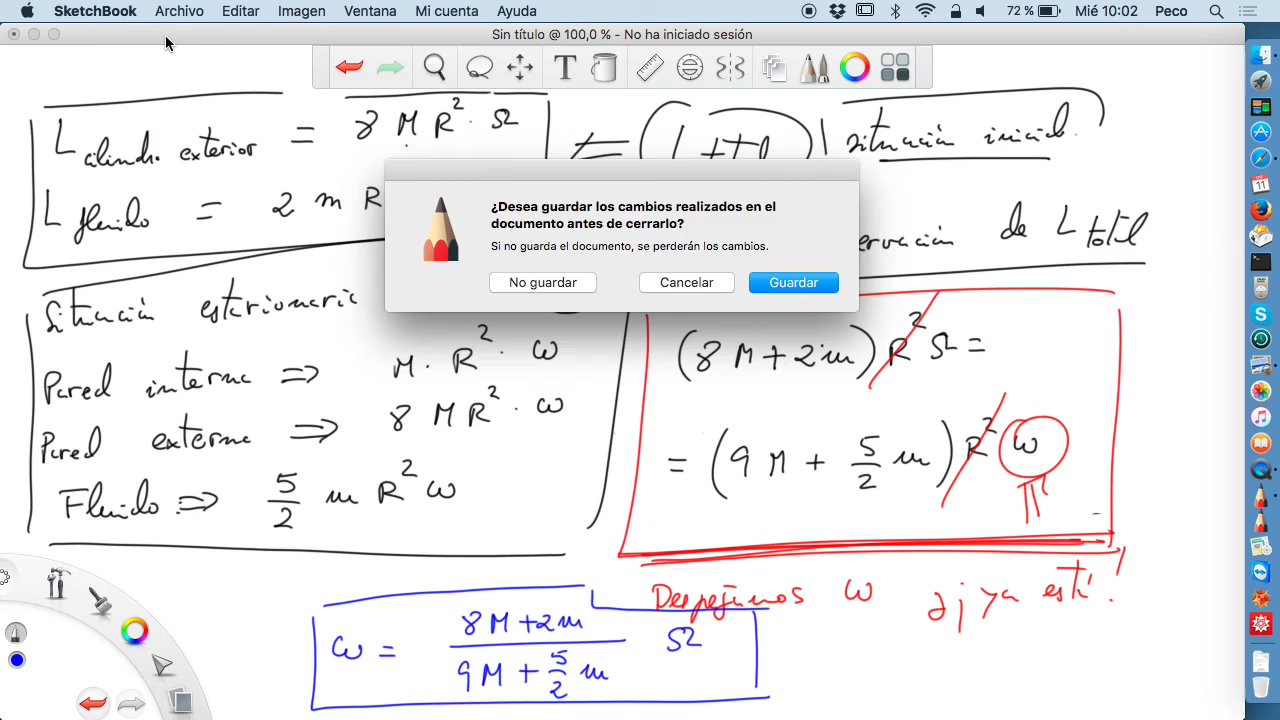 SketchBook Archivo Editar Imagen Ventana Mi cuenta Ayuda 72 % Mié 10:02 Peco
Sin título @ 100,0 % - No ha iniciado sesión
L cilindro exterior = 8 M R² · Ω ⇐ situación inicial.
L fluido = 2 m R
de L total
¿Desea guardar los cambios realizados en el
documento antes de cerrarlo?
Si no guarda el documento, se perderán los cambios.
No guardar Cancelar Guardar
Situación estacionaria
Pared interna ⇒ M · R² · ω
Pared externa ⇒ 8 M R² · ω
Fluido ⇒ 5/2 m R² ω
(8 M + 2 m) R² Ω =
= (9 M + 5/2 m) R² ω
Despejamos ω y ya está!
ω = (8M + 2m)/(9M + 5/2 m) Ω
11